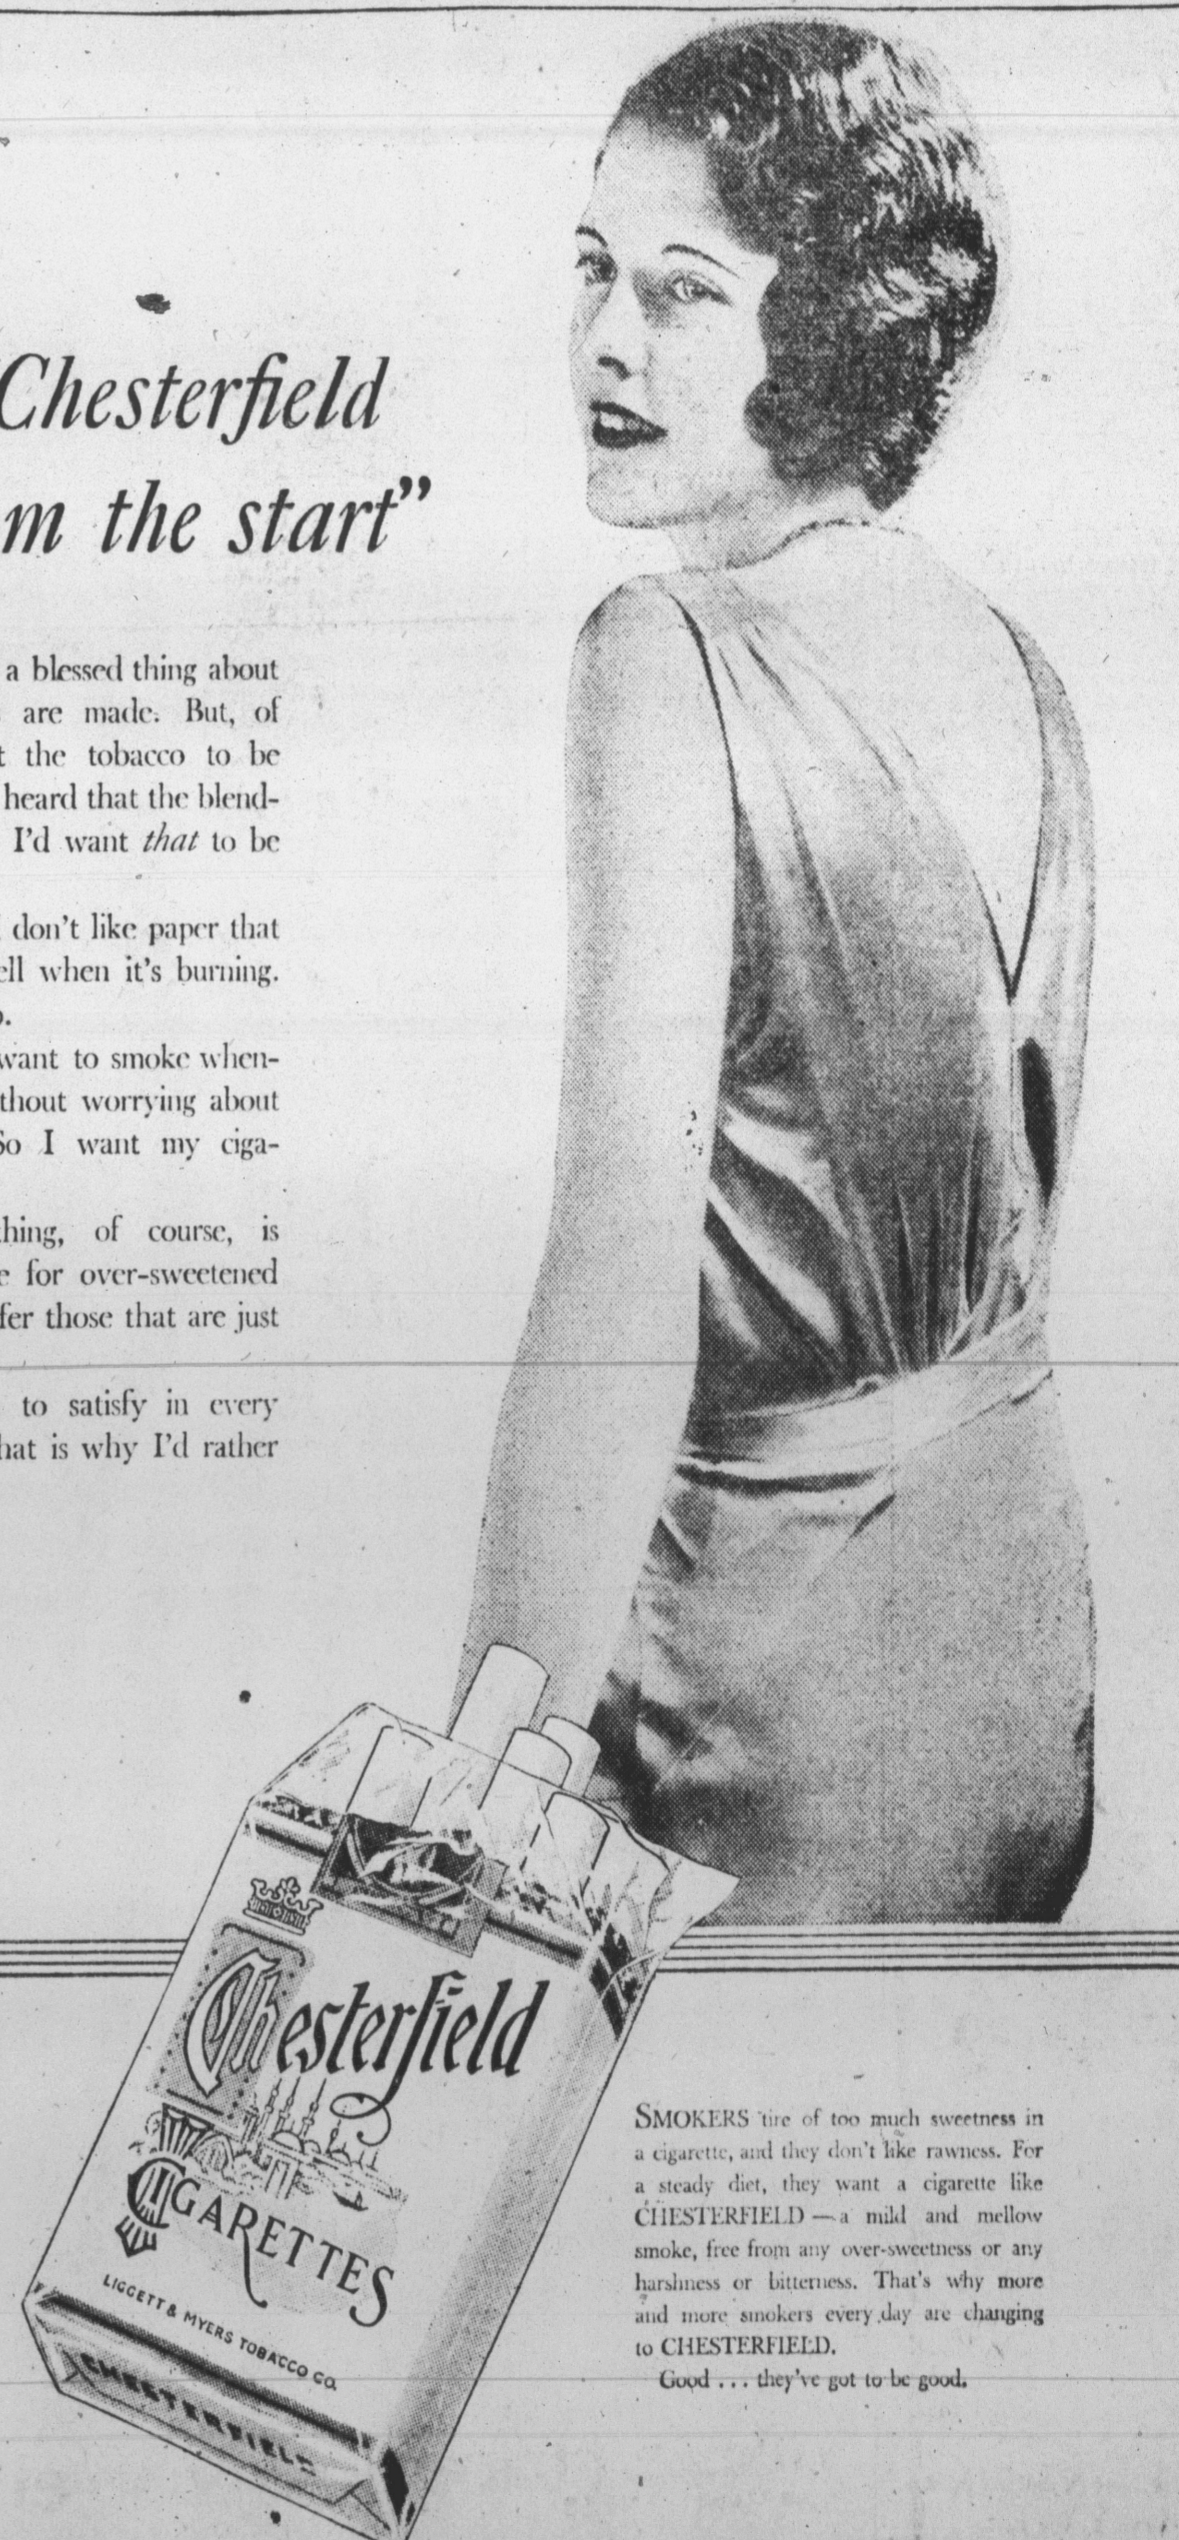 Chesterfield
m the start”
a blessed thing about
are made. But, of
t the tobacco to be
heard that the blend-
I'd want that to be
don't like paper that
ell when it's burning.
o.
want to smoke when-
thout worrying about
So I want my ciga-
thing, of course, is
e for over-sweetened
fer those that are just
to satisfy in every
hat is why I'd rather
Chesterfield
CIGARETTES
LIGGETT & MYERS TOBACCO CO.
CHESTERFIELD
SMOKERS tire of too much sweetness in
a cigarette, and they don't like rawness. For
a steady diet, they want a cigarette like
CHESTERFIELD — a mild and mellow
smoke, free from any over-sweetness or any
harshness or bitterness. That's why more
and more smokers every day are changing
to CHESTERFIELD.
Good . . . they've got to be good.